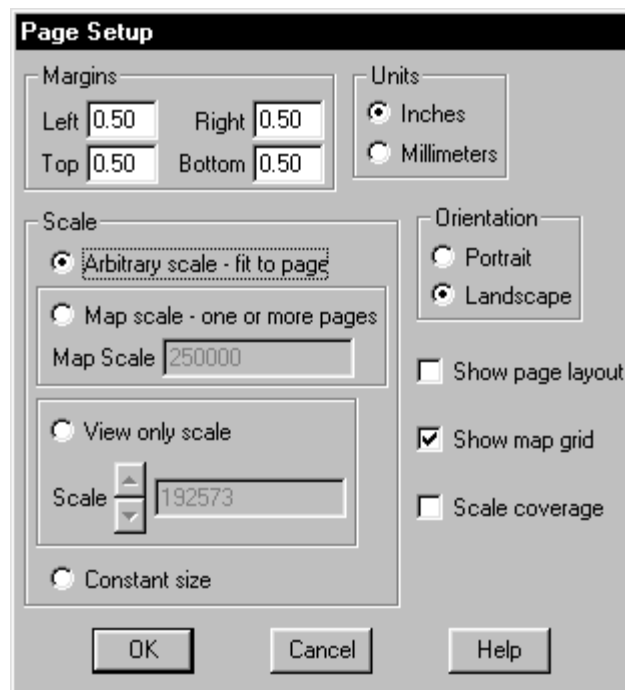 Page Setup
Margins
Left 0.50 Right 0.50
Top 0.50 Bottom 0.50
Units
Inches
Millimeters
Scale
Arbitrary scale - fit to page
Map scale - one or more pages
Map Scale 250000
View only scale
Scale 192573
Constant size
Orientation
Portrait
Landscape
Show page layout
Show map grid
Scale coverage
OK Cancel Help